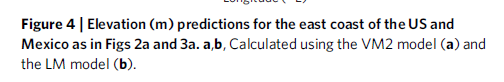 Figure 4 | Elevation (m) predictions for the east coast of the US and
Mexico as in Figs 2a and 3a. a,b, Calculated using the VM2 model (a) and
the LM model (b).